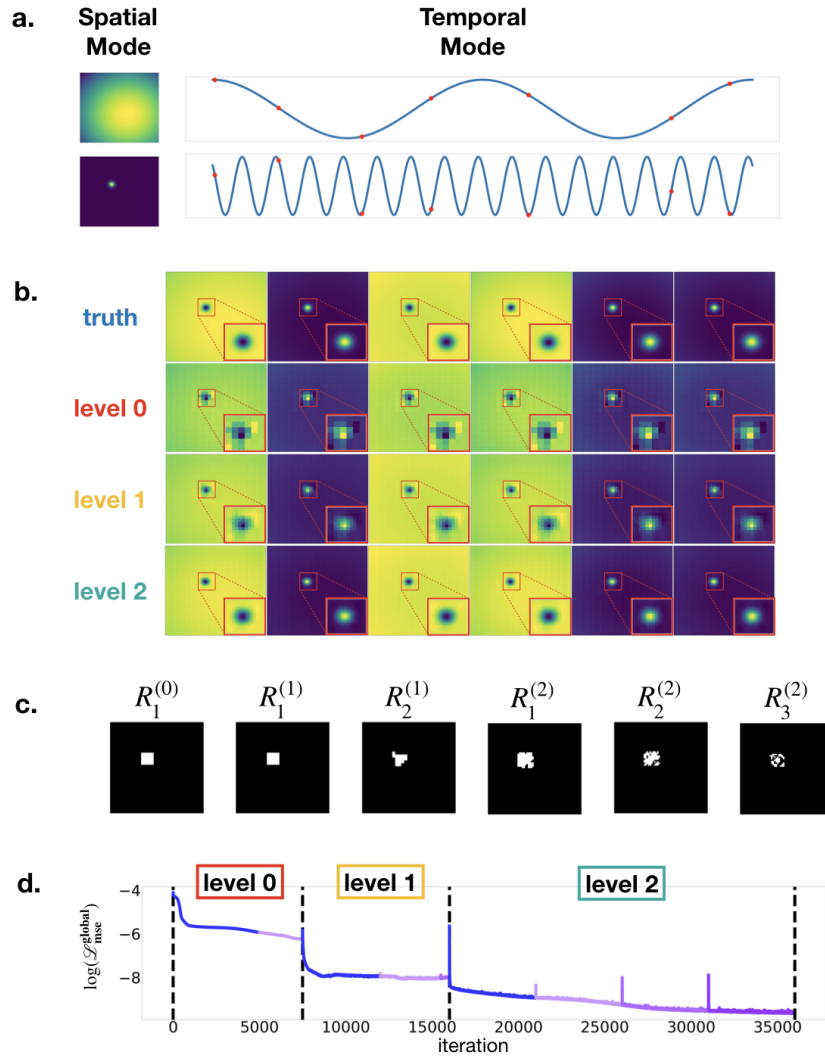 a.
Spatial Mode
Temporal Mode
b.
truth
level 0
level 1
level 2
c.
R_1^{(0)} R_1^{(1)} R_2^{(1)} R_1^{(2)} R_2^{(2)} R_3^{(2)}
d.
level 0 level 1 level 2
log(ℒ_mse^global)
−4
−6
−8
0 5000 10000 15000 20000 25000 30000 35000
iteration